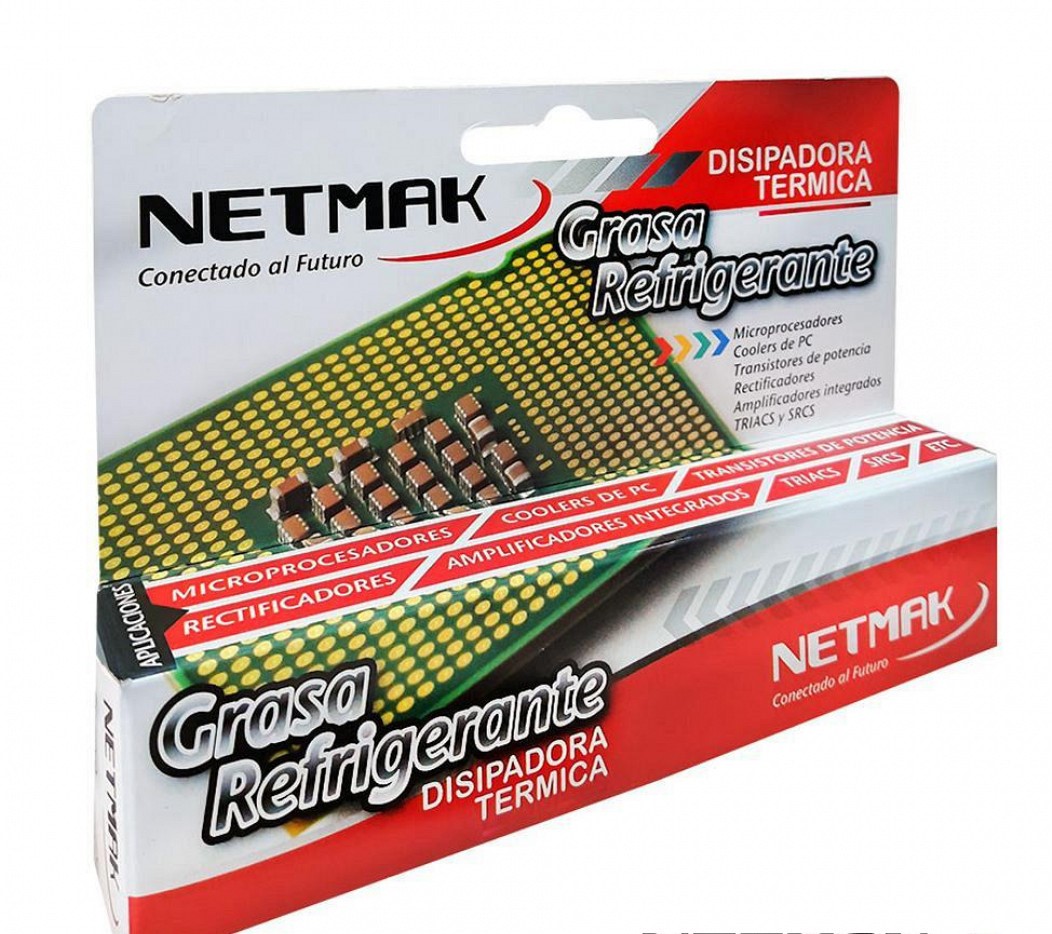 DISIPADORA
TERMICA
NETMAK
Conectado al Futuro
Grasa
Refrigerante
Microprocesadores
Coolers de PC
Transistores de potencia
Rectificadores
Amplificadores integrados
TRIACS y SRCS
APLICACIONES
MICROPROCESADORES COOLERS DE PC TRANSISTORES DE POTENCIA
RECTIFICADORES AMPLIFICADORES INTEGRADOS TRIACS SRCS ETC.
NETMAK
Conectado al Futuro
Grasa
Refrigerante
DISIPADORA
TERMICA
NETMAK